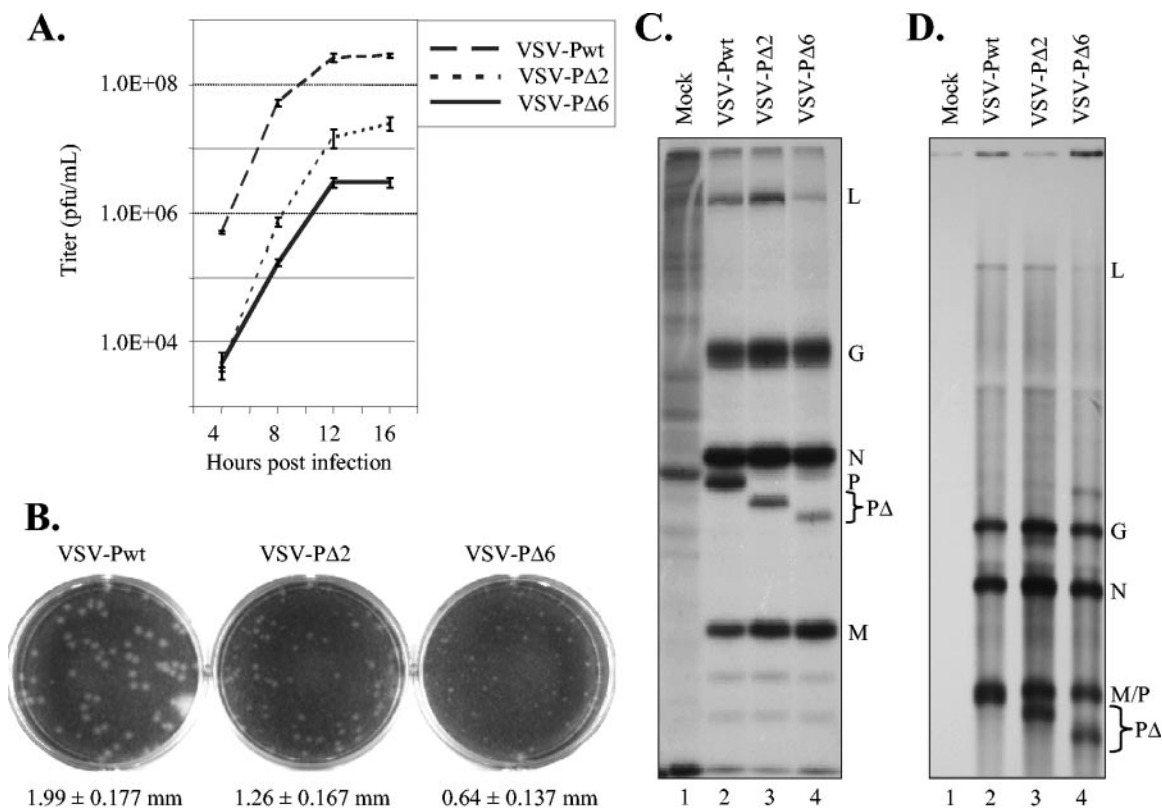 A.
VSV-Pwt
VSV-PΔ2
VSV-PΔ6
1.0E+08
1.0E+06
1.0E+04
Titer (pfu/mL)
4 8 12 16
Hours post infection
B.
VSV-Pwt VSV-PΔ2 VSV-PΔ6
1.99 ± 0.177 mm 1.26 ± 0.167 mm 0.64 ± 0.137 mm
C.
Mock VSV-Pwt VSV-PΔ2 VSV-PΔ6
L
G
N
P
PΔ
M
1 2 3 4
D.
Mock VSV-Pwt VSV-PΔ2 VSV-PΔ6
L
G
N
M/P
PΔ
1 2 3 4